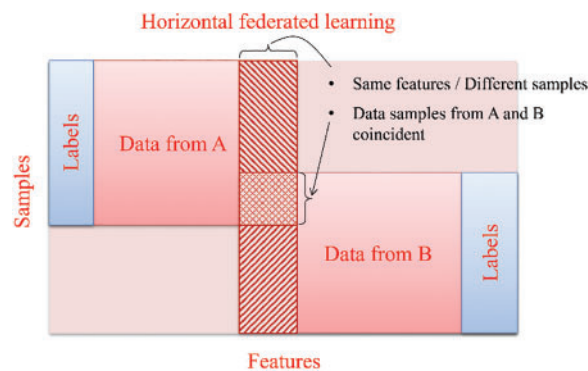 Horizontal federated learning
• Same features / Different samples
• Data samples from A and B
coincident
Labels
Data from A
Samples
Data from B
Labels
Features